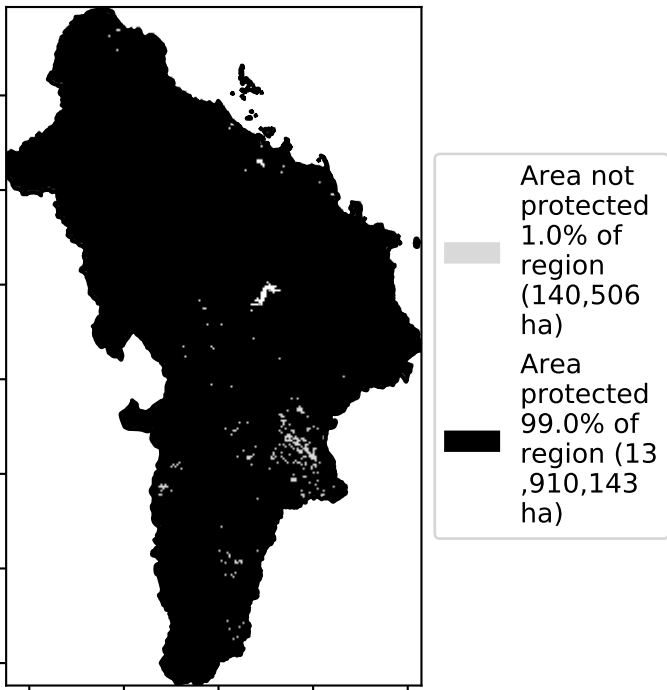 Area not
protected
1.0% of
region
(140,506
ha)
Area
protected
99.0% of
region (13
,910,143
ha)